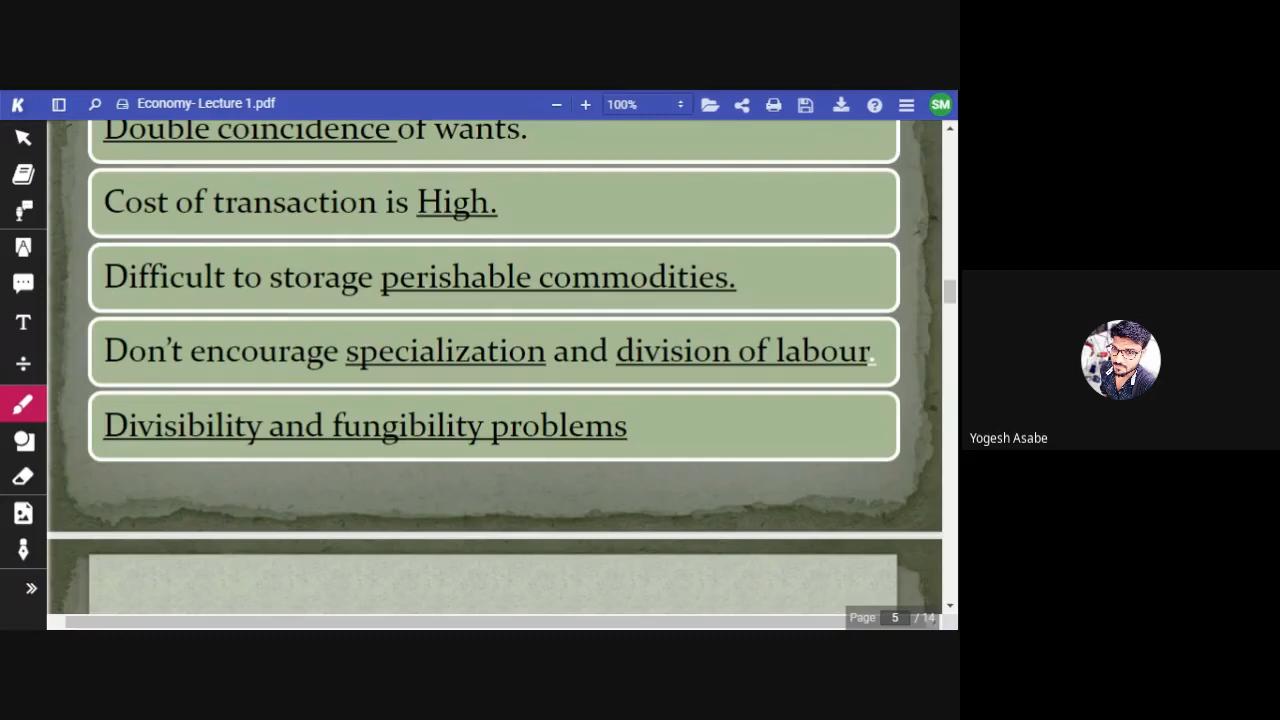 Economy- Lecture 1.pdf
100%
SM
Double coincidence of wants.
Cost of transaction is High.
Difficult to storage perishable commodities.
Don't encourage specialization and division of labour.
Divisibility and fungibility problems
Page 5 / 14
Yogesh Asabe